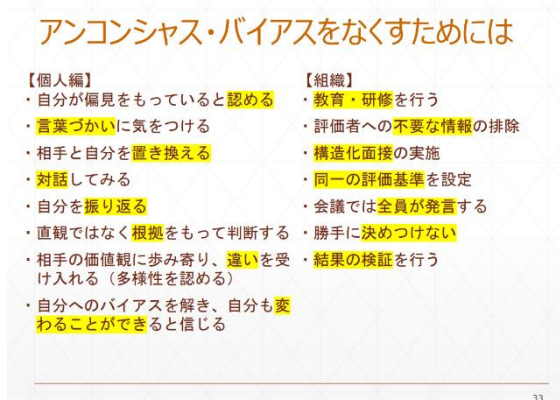 アンコンシャス・バイアスをなくすためには
【個人編】
・自分が偏見をもっていると認める
・言葉づかいに気をつける
・相手と自分を置き換える
・対話してみる
・自分を振り返る
・直観ではなく根拠をもって判断する
・相手の価値観に歩み寄り、違いを受
け入れる（多様性を認める）
・自分へのバイアスを解き、自分も変
わることができると信じる
【組織】
・教育・研修を行う
・評価者への不要な情報の排除
・構造化面接の実施
・同一の評価基準を設定
・会議では全員が発言する
・勝手に決めつけない
・結果の検証を行う
33